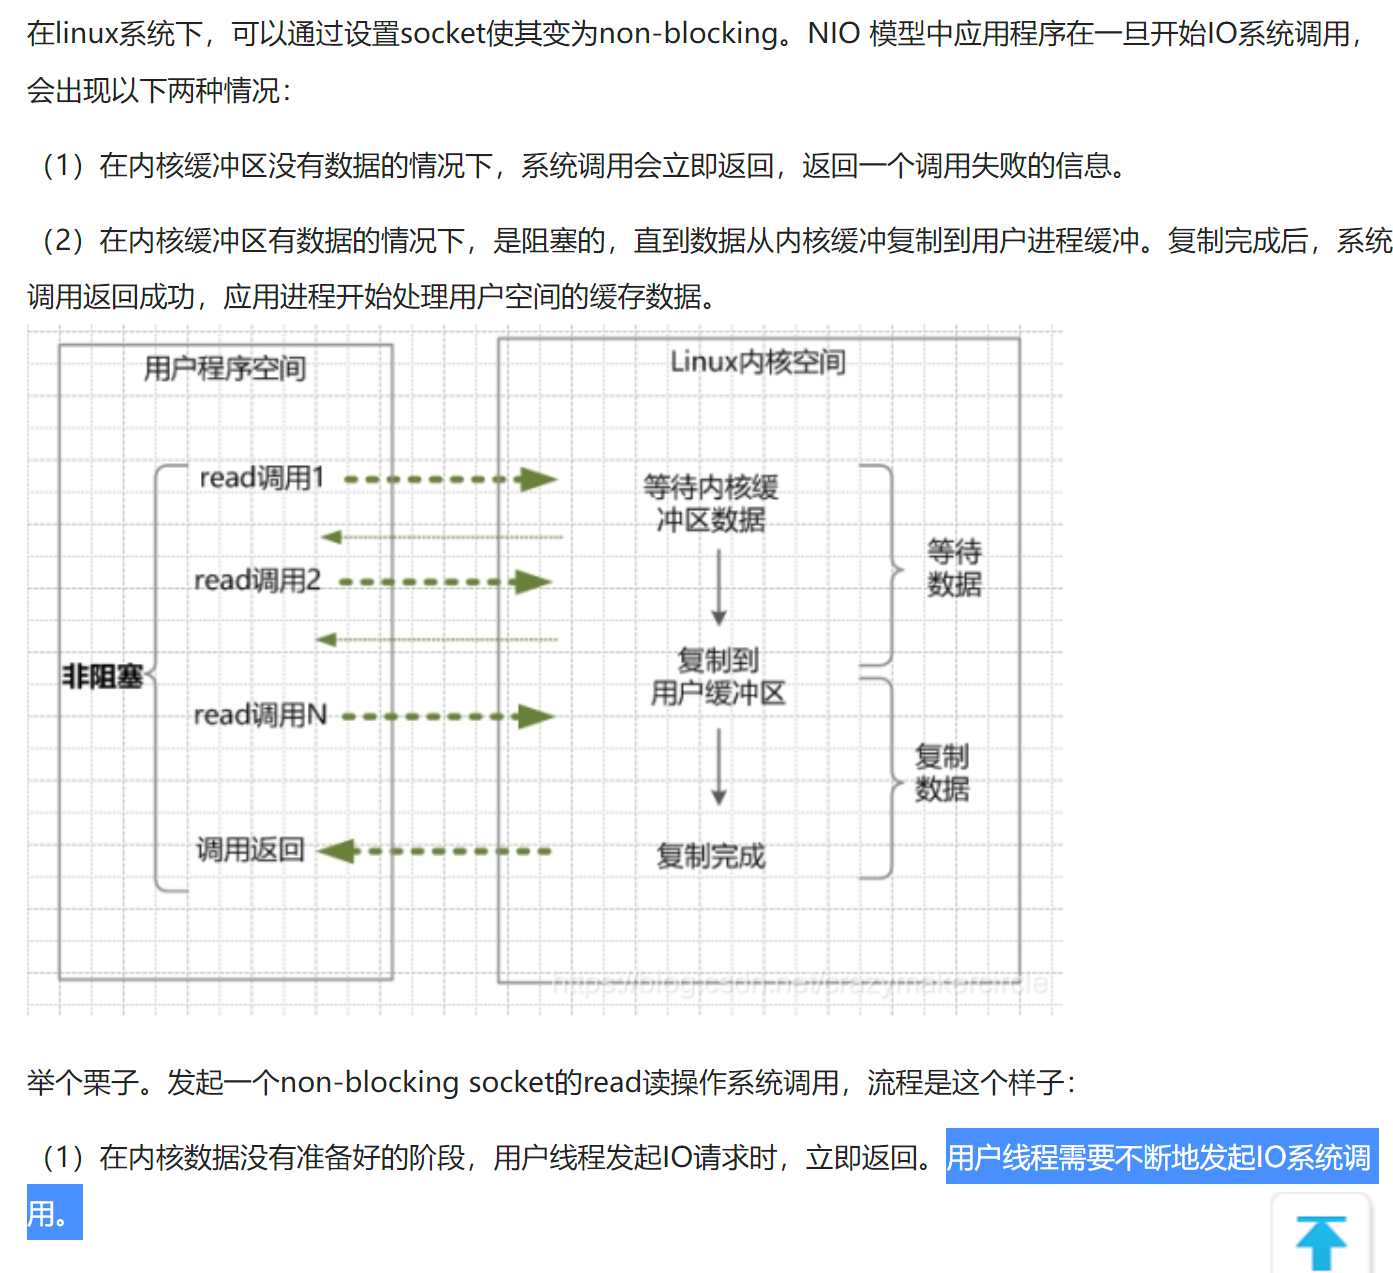 在linux系统下，可以通过设置socket使其变为non-blocking。NIO 模型中应用程序在一旦开始IO系统调用，
会出现以下两种情况：
（1）在内核缓冲区没有数据的情况下，系统调用会立即返回，返回一个调用失败的信息。
（2）在内核缓冲区有数据的情况下，是阻塞的，直到数据从内核缓冲复制到用户进程缓冲。复制完成后，系统
调用返回成功，应用进程开始处理用户空间的缓存数据。
用户程序空间
Linux内核空间
read调用1
等待内核缓
冲区数据
等待
数据
read调用2
复制到
用户缓冲区
非阻塞
read调用N
复制
数据
调用返回
复制完成
https://blog.csdn.net/crazymakercircle
举个栗子。发起一个non-blocking socket的read读操作系统调用，流程是这个样子：
（1）在内核数据没有准备好的阶段，用户线程发起IO请求时，立即返回。用户线程需要不断地发起IO系统调
用。